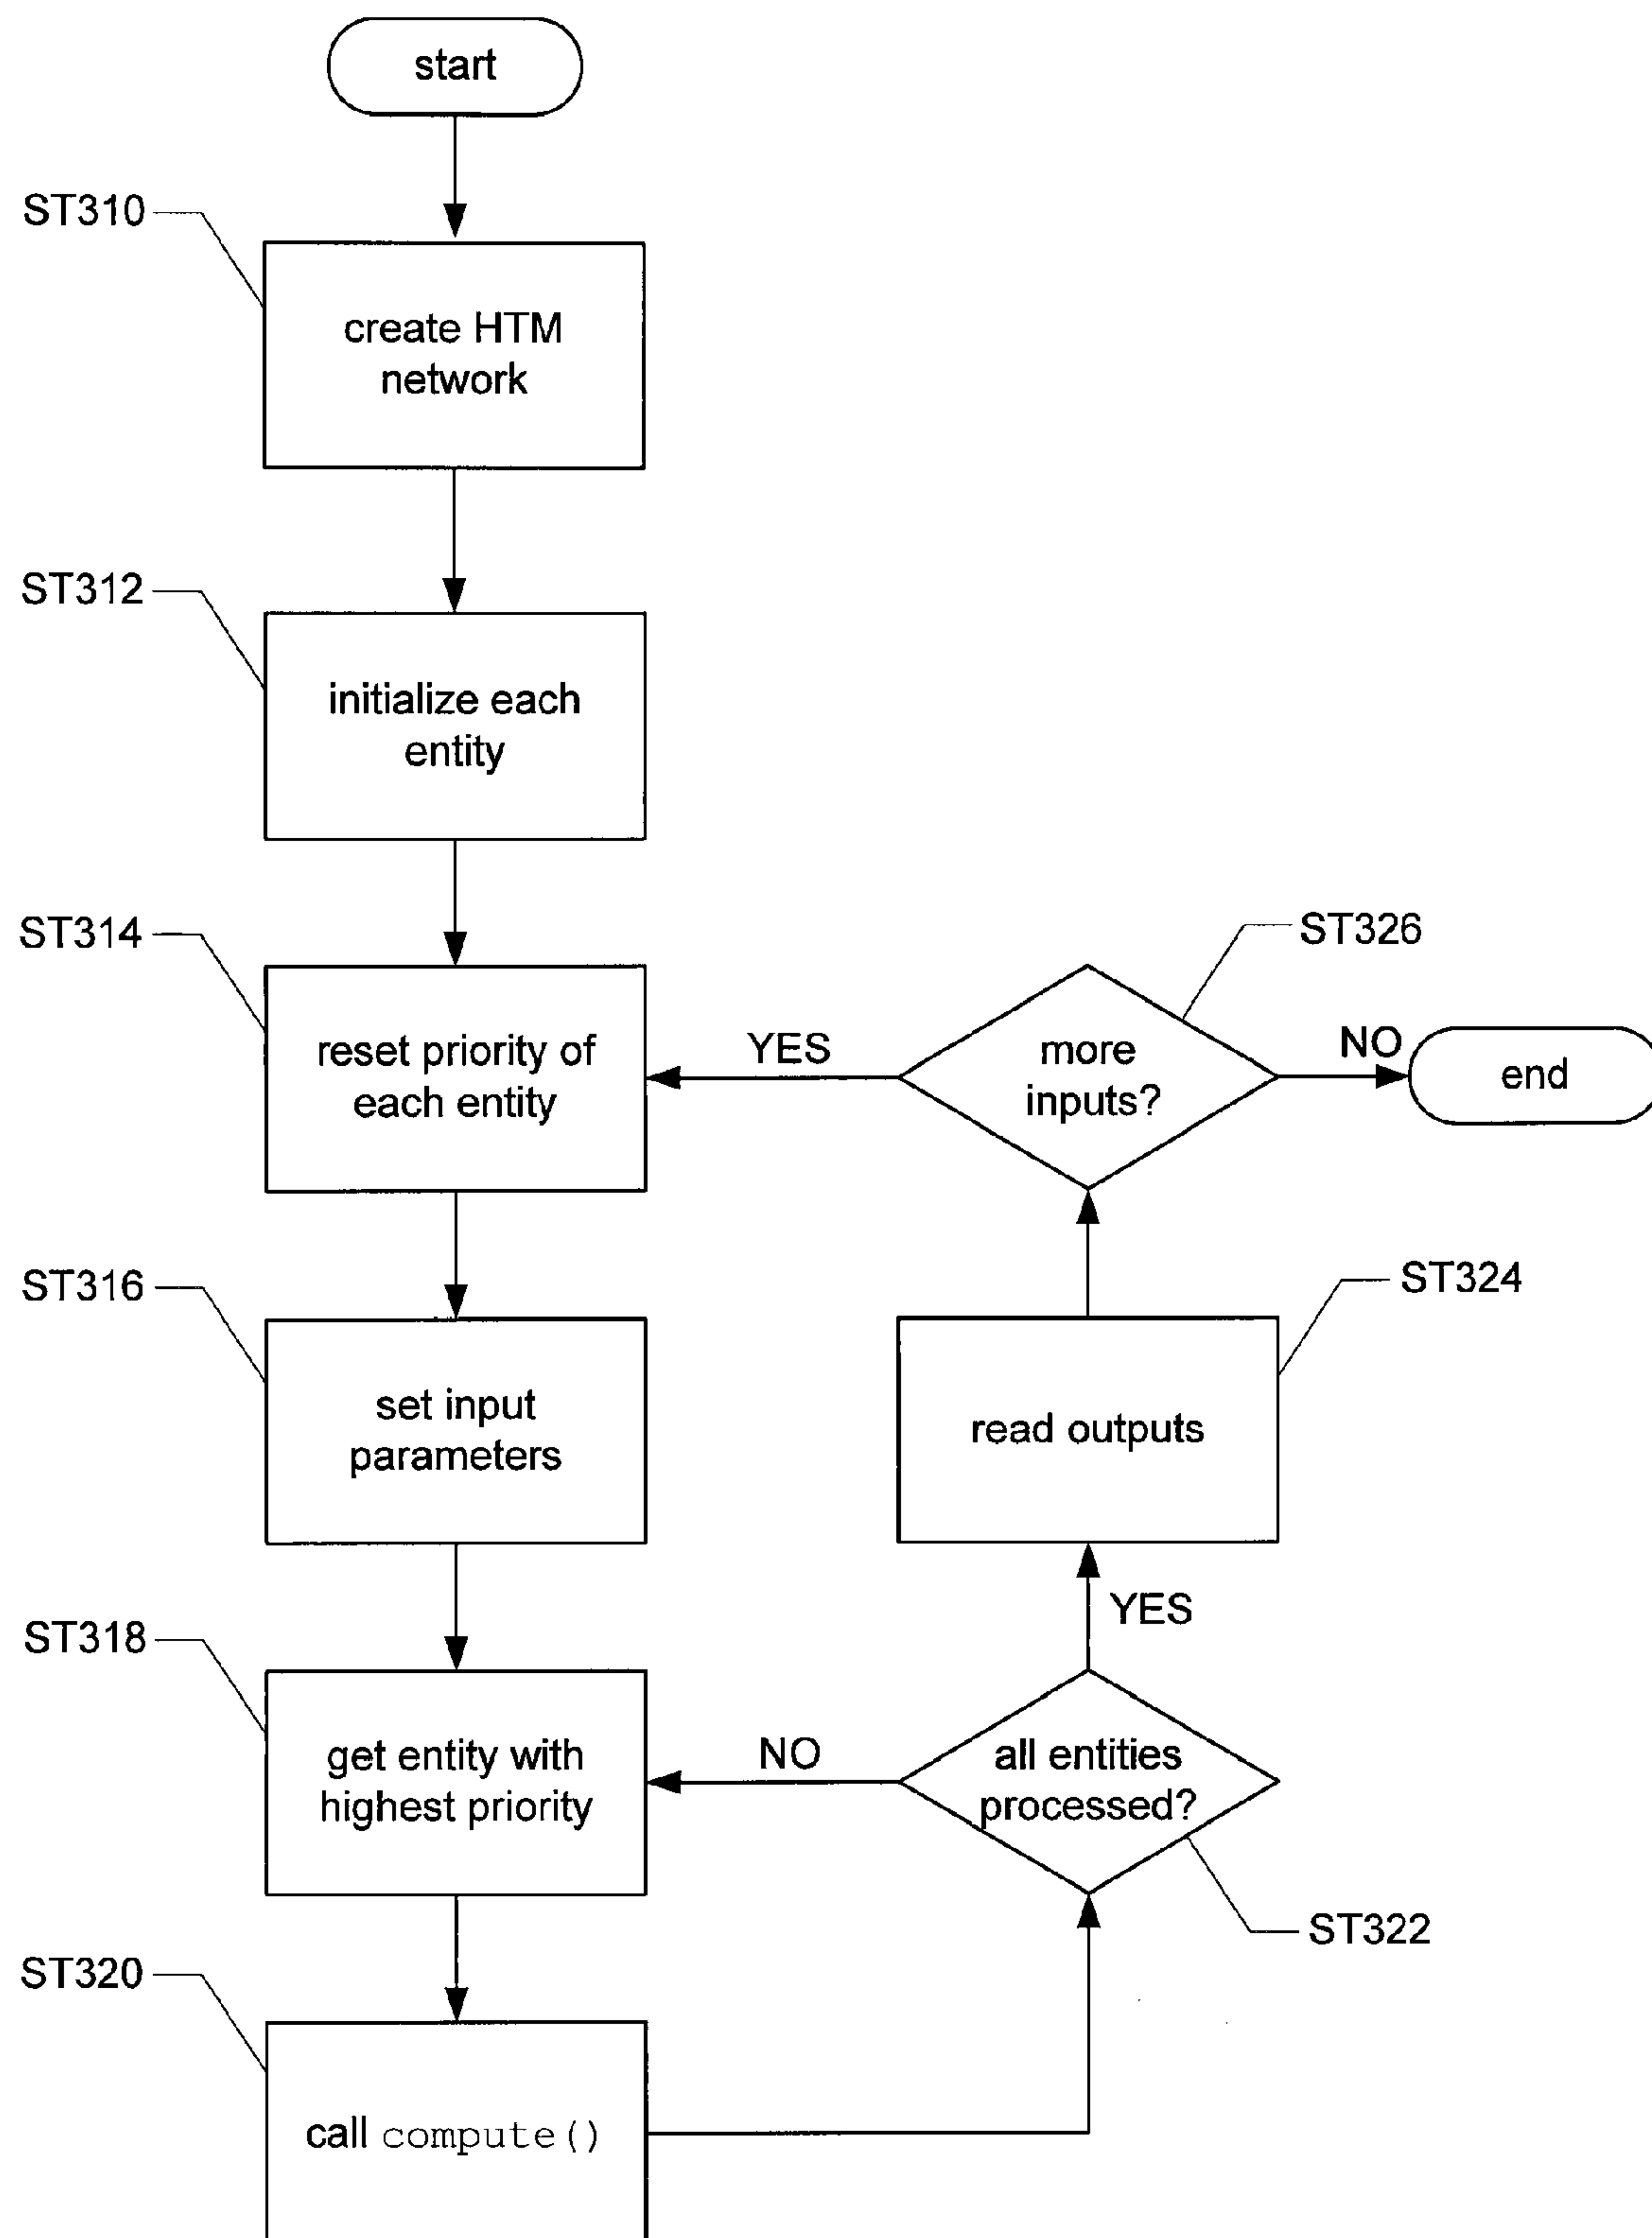 start
ST310
create HTM
network
ST312
initialize each
entity
ST314
reset priority of
each entity
YES
more
inputs?
ST326
NO
end
ST316
set input
parameters
read outputs
ST324
YES
ST318
get entity with
highest priority
NO
all entities
processed?
ST322
ST320
call compute()